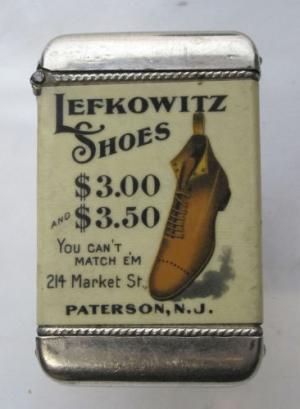 LEFKOWITZ
SHOES
$3.00
AND $3.50
YOU CAN'T
MATCH EM
214 Market St.,
PATERSON, N.J.